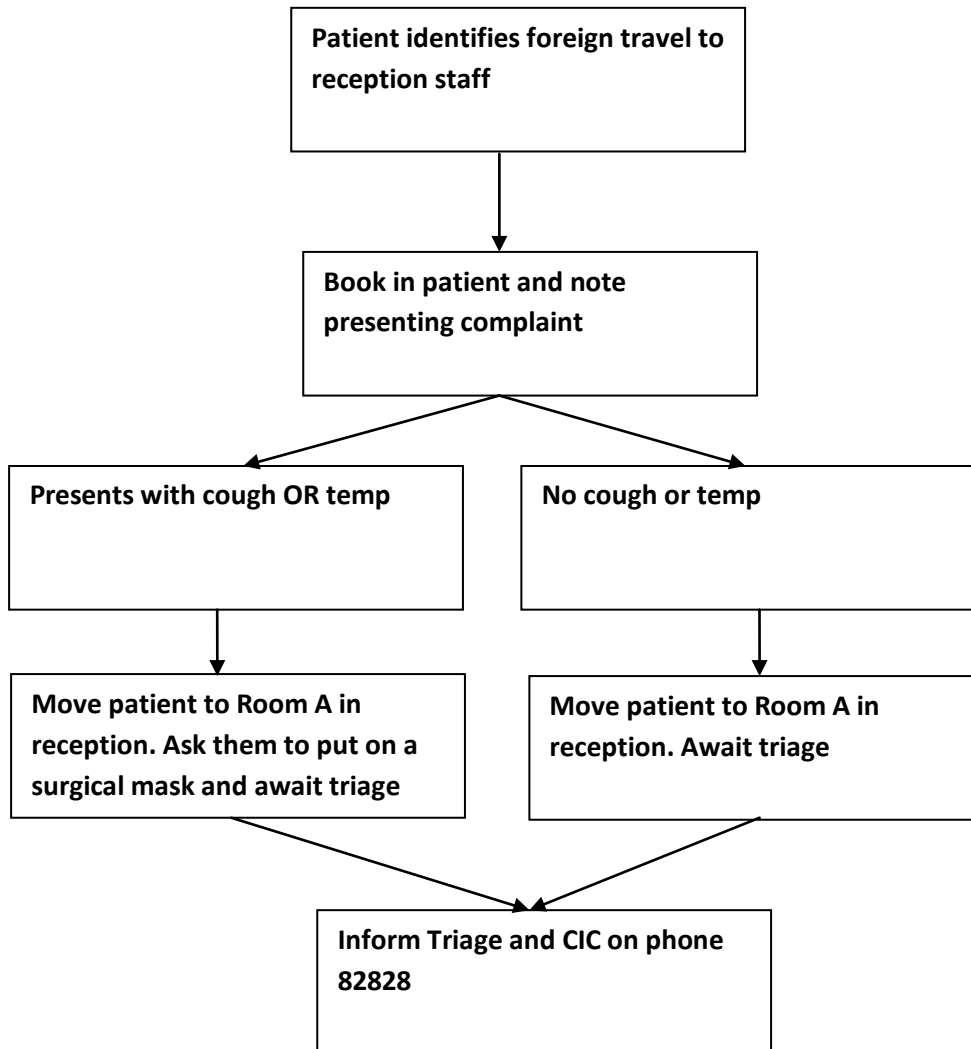 Patient identifies foreign travel to
reception staff
Book in patient and note
presenting complaint
Presents with cough OR temp
No cough or temp
Move patient to Room A in
reception. Ask them to put on a
surgical mask and await triage
Move patient to Room A in
reception. Await triage
Inform Triage and CIC on phone
82828